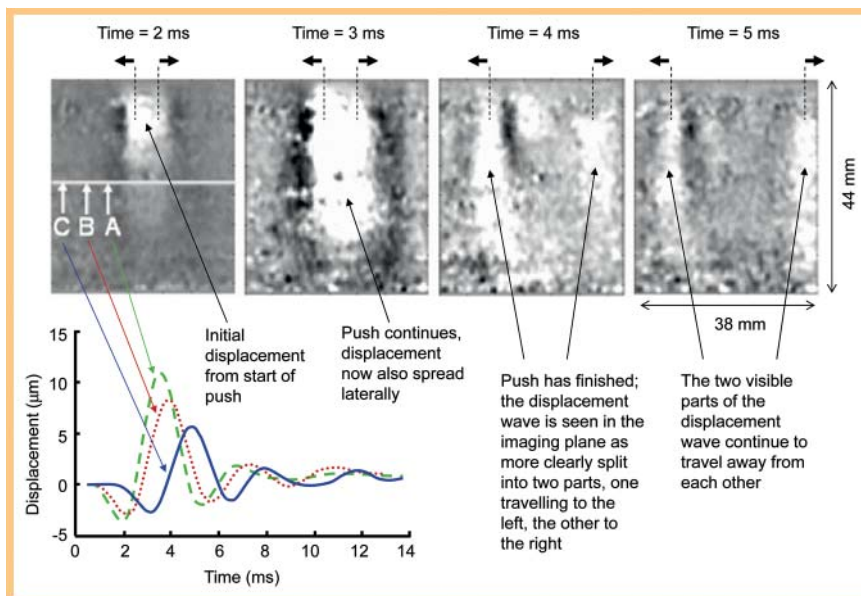 Time = 2 ms
Time = 3 ms
Time = 4 ms
Time = 5 ms
C B A
44 mm
38 mm
Initial
displacement
from start of
push
Push continues,
displacement
now also spread
laterally
Push has finished;
the displacement
wave is seen in the
imaging plane as
more clearly split
into two parts, one
travelling to the
left, the other to
the right
The two visible
parts of the
displacement
wave continue to
travel away from
each other
Displacement (μm)
15
10
5
0
-5
0 2 4 6 8 10 12 14
Time (ms)